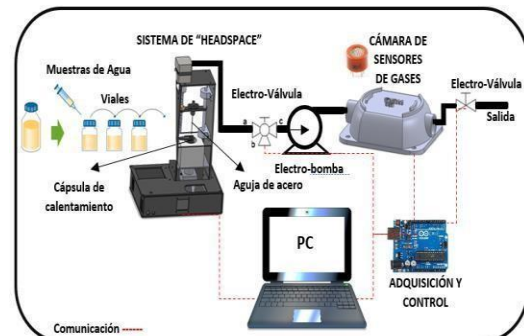 SISTEMA DE “HEADSPACE”
CÁMARA DE
SENSORES
DE GASES
Muestras de Agua
Viales
Electro-Válvula
Electro-Válvula
Salida
a
c
b
Electro-bomba
Cápsula de
calentamiento
Aguja de acero
PC
ADQUISICIÓN Y
CONTROL
Comunicación ------